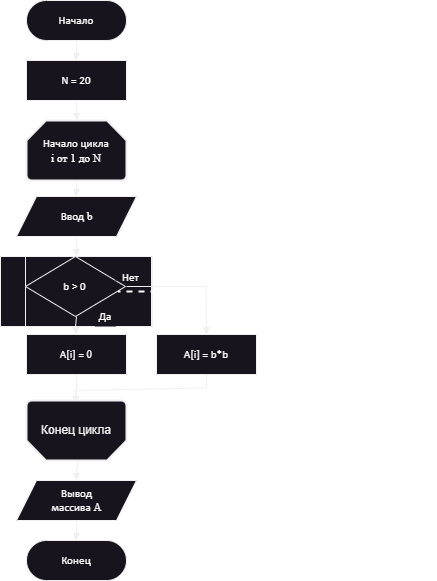 Начало
N = 20
Начало цикла
i от 1 до N
Ввод b
b > 0
Нет
Да
A[i] = 0
A[i] = b*b
Конец цикла
Вывод
массива A
Конец